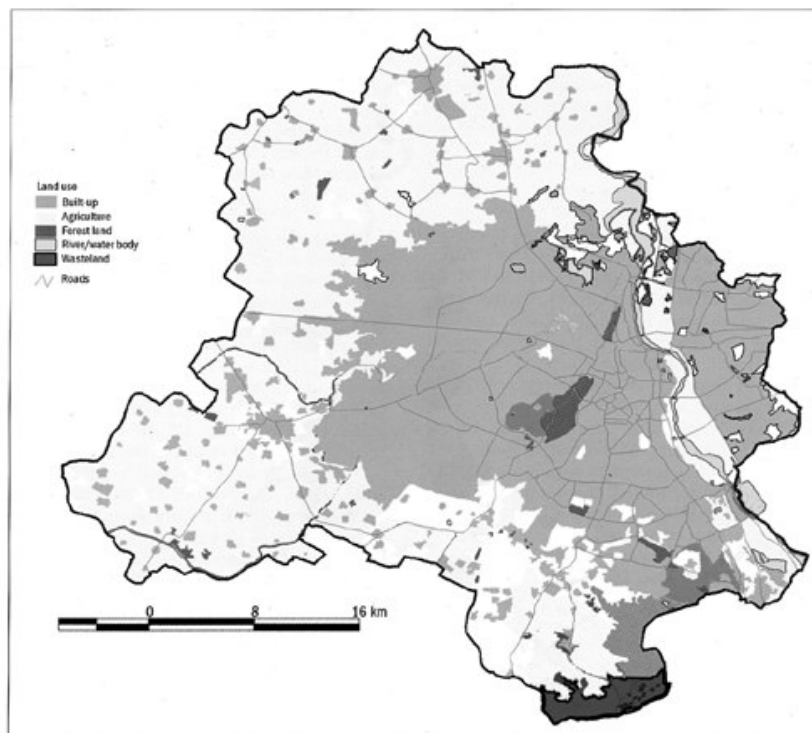 Land use
Built-up
Agriculture
Forest land
River/water body
Wasteland
Roads
0 8 16 km